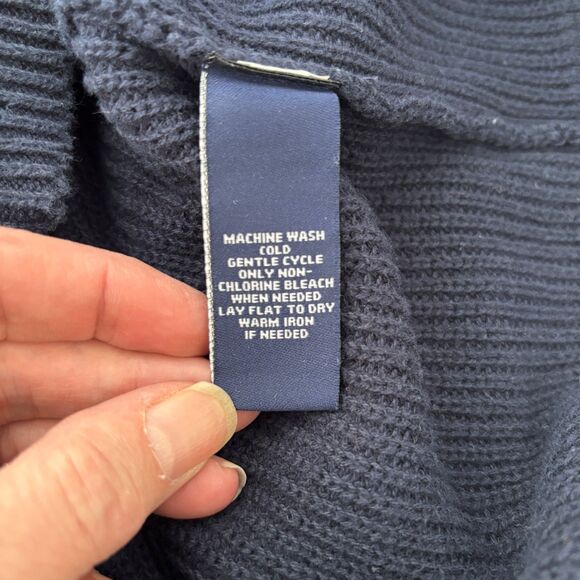 MACHINE WASH
COLD
GENTLE CYCLE
ONLY NON-
CHLORINE BLEACH
WHEN NEEDED
LAY FLAT TO DRY
WARM IRON
IF NEEDED